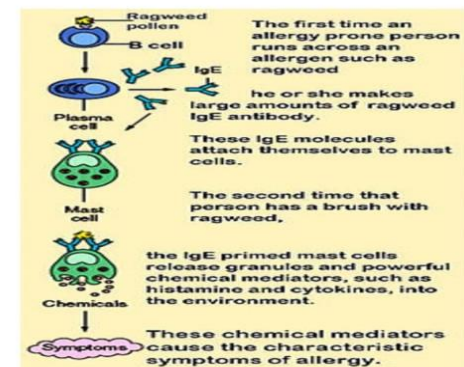 Ragweed
pollen
B cell
The first time an
allergy prone person
runs across an
allergen such as
ragweed
IgE
Plasma
cell
he or she makes
large amounts of ragweed
IgE antibody.
These IgE molecules
attach themselves to mast
cells.
Mast
cell
The second time that
person has a brush with
ragweed,
Chemicals
the IgE primed mast cells
release granules and powerful
chemical mediators, such as
histamine and cytokines, into
the environment.
Symptoms
These chemical mediators
cause the characteristic
symptoms of allergy.